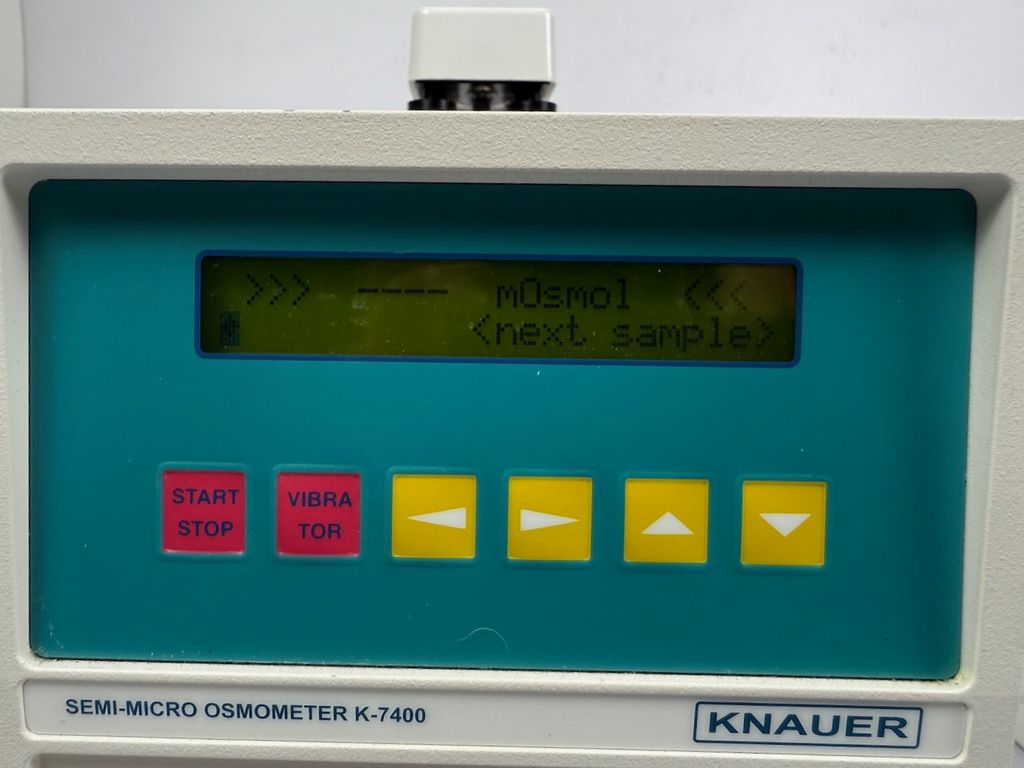 >>> ---- mOsmol <<<
<next sample>
START
STOP
VIBRA
TOR
SEMI-MICRO OSMOMETER K-7400
KNAUER